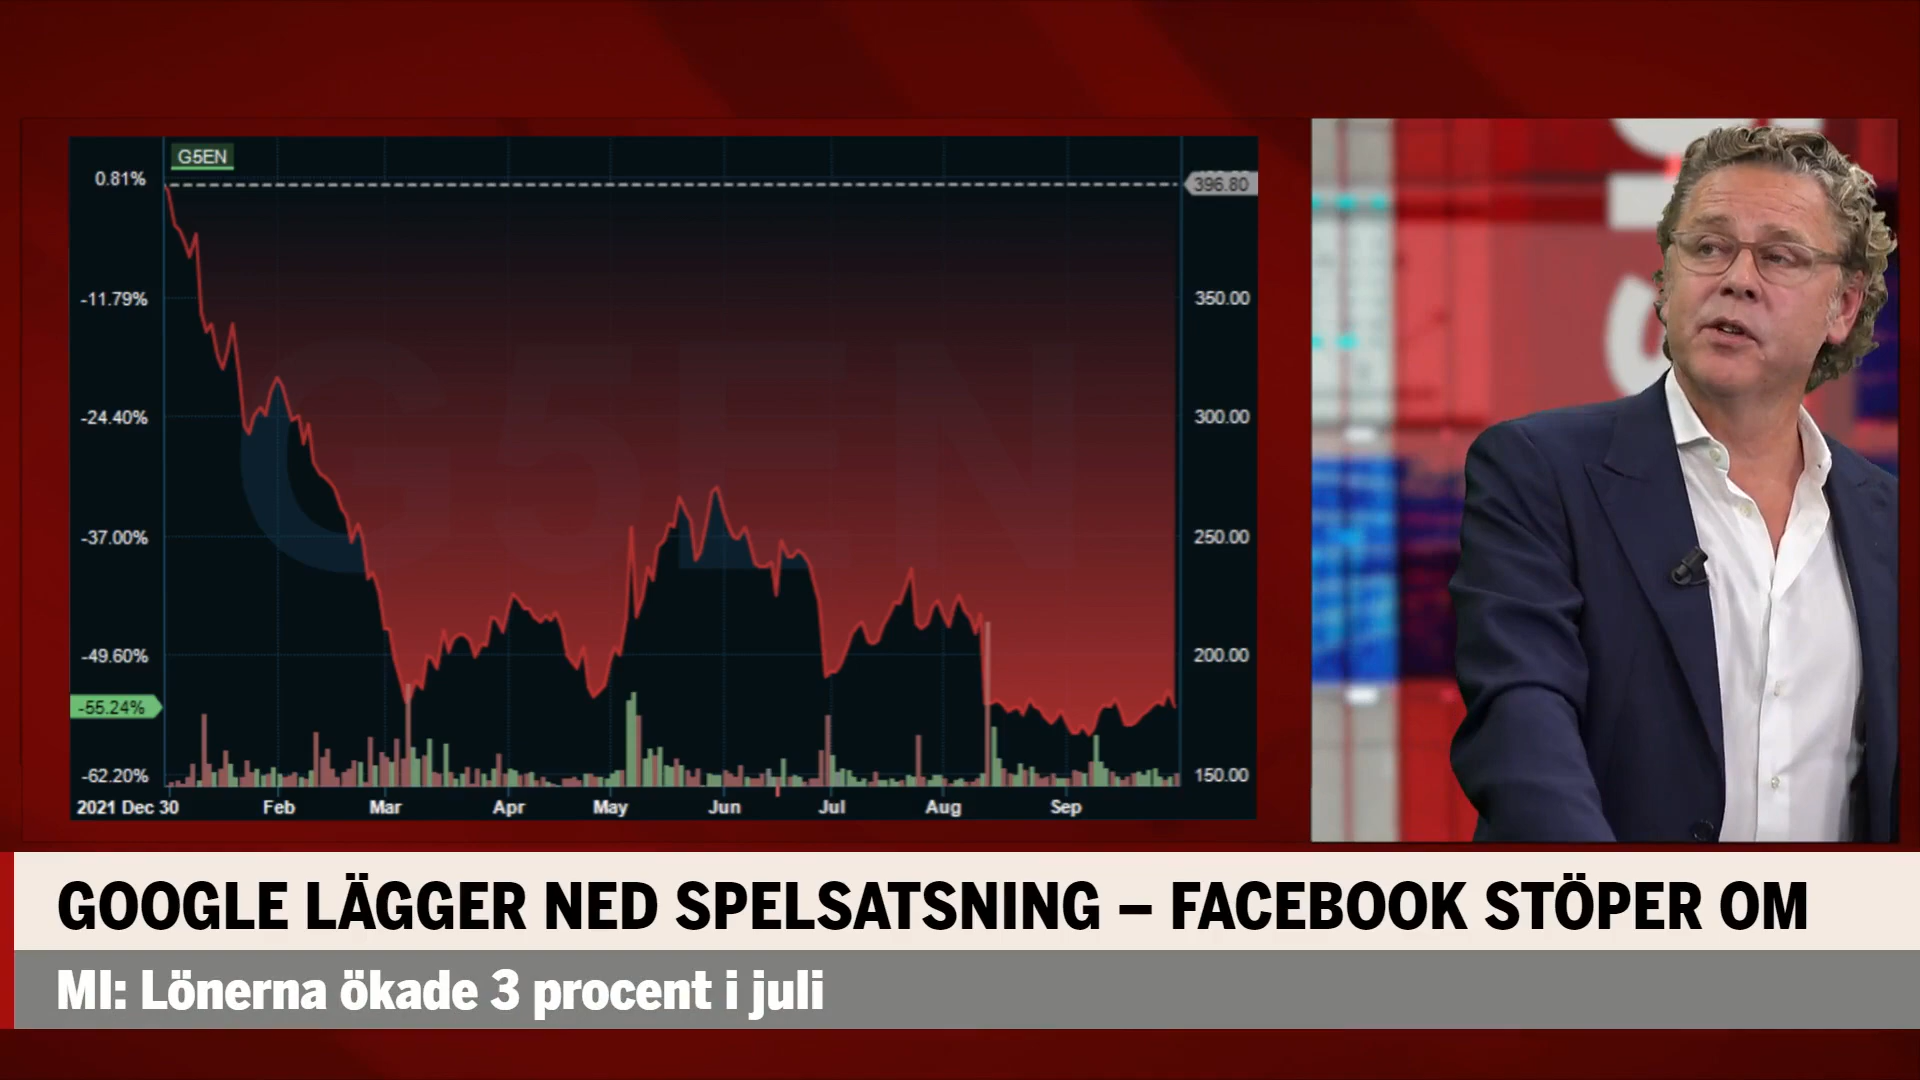 G5EN
0.81%
396.80
-11.79%
350.00
-24.40%
300.00
G5EN
-37.00%
250.00
-49.60%
200.00
-55.24%
-62.20%
150.00
2021 Dec 30 Feb Mar Apr May Jun Jul Aug Sep
GOOGLE LÄGGER NED SPELSATSNING – FACEBOOK STÖPER OM
MI: Lönerna ökade 3 procent i juli